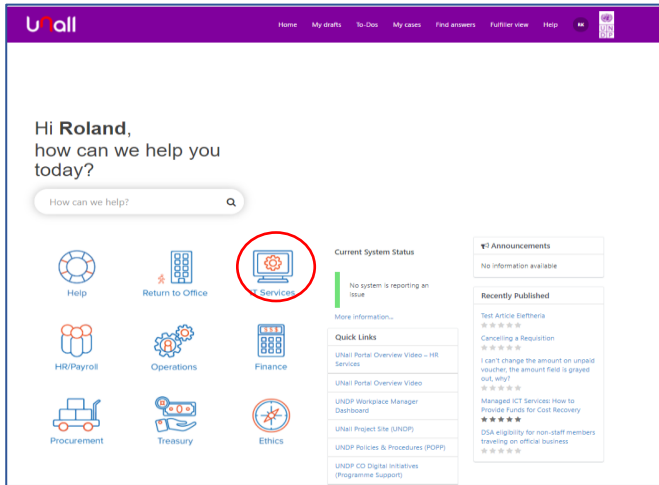 UNall
Home My drafts To-Dos My cases Find answers Fulfiller view Help RK
UN
DP
Hi Roland,
how can we help you
today?
How can we help?
Help
Return to Office
IT Services
HR/Payroll
Operations
Finance
Procurement
Treasury
Ethics
Current System Status
No system is reporting an
issue
More information...
Quick Links
UNall Portal Overview Video – HR
Services
UNall Portal Overview Video
UNDP Workplace Manager
Dashboard
UNall Project Site (UNDP)
UNDP Policies & Procedures (POPP)
UNDP CO Digital Initiatives
(Programme Support)
Announcements
No information available
Recently Published
Test Article Eleftheria
Cancelling a Requisition
I can't change the amount on unpaid
voucher, the amount field is grayed
out, why?
Managed ICT Services: How to
Provide Funds for Cost Recovery
DSA eligibility for non-staff members
traveling on official business